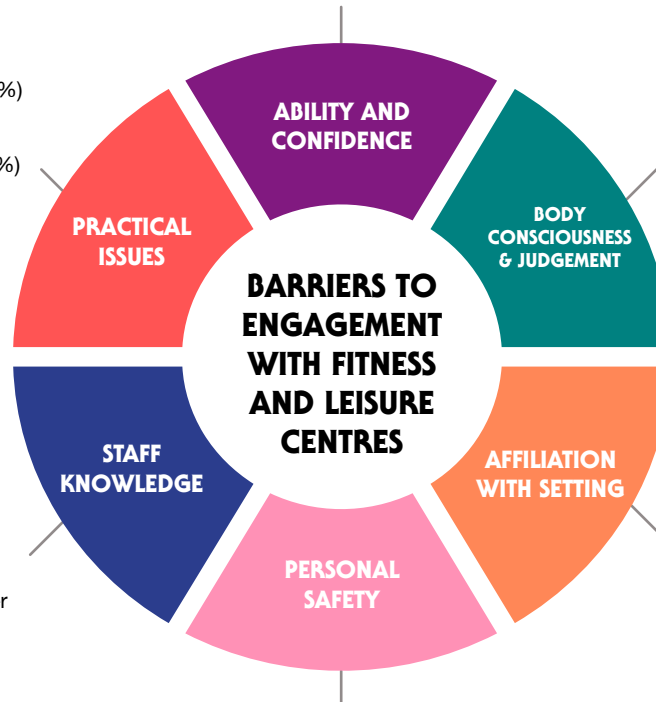 %)
ABILITY AND
CONFIDENCE
%)
PRACTICAL
ISSUES
BODY
CONSCIOUSNESS
& JUDGEMENT
BARRIERS TO
ENGAGEMENT
WITH FITNESS
AND LEISURE
CENTRES
STAFF
KNOWLEDGE
AFFILIATION
WITH SETTING
PERSONAL
SAFETY